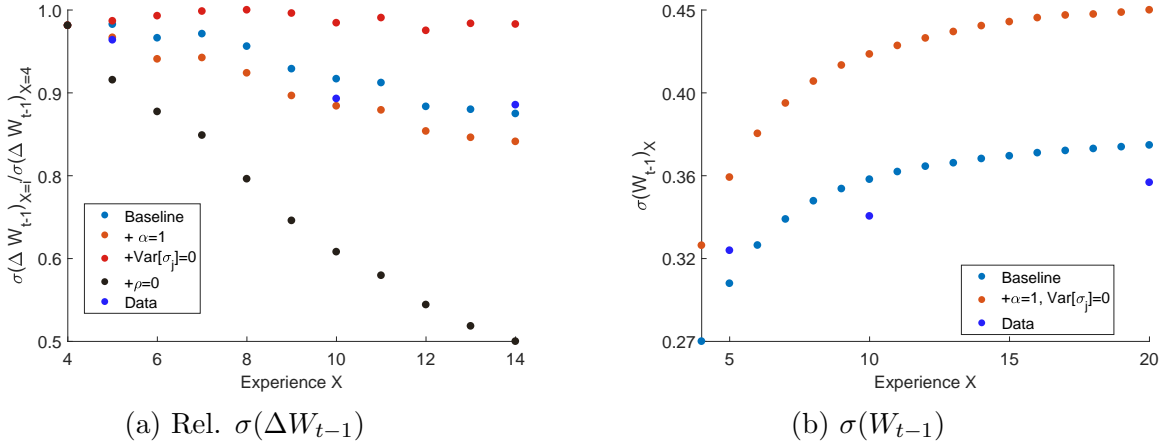 1.0
0.9
0.8
0.6
0.5
4
6
8
10
12
14
σ(Δ W_{t-1})_{X=i}/σ(Δ W_{t-1})_{X=4}
Experience X
Baseline
+ α=1
+Var[σ_j]=0
+ρ=0
Data
(a) Rel. σ(ΔW_{t−1})
0.45
0.40
0.36
0.32
0.27
5
10
15
20
σ(W_{t-1})_X
Experience X
Baseline
+α=1, Var[σ_j]=0
Data
(b) σ(W_{t−1})